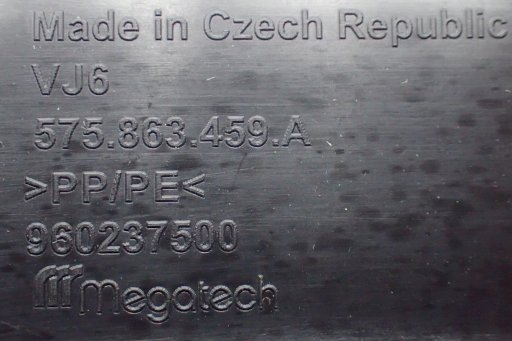 Made in Czech Republic
VJ6
575.863.459.A
>PP/PE<
960237500
megatech